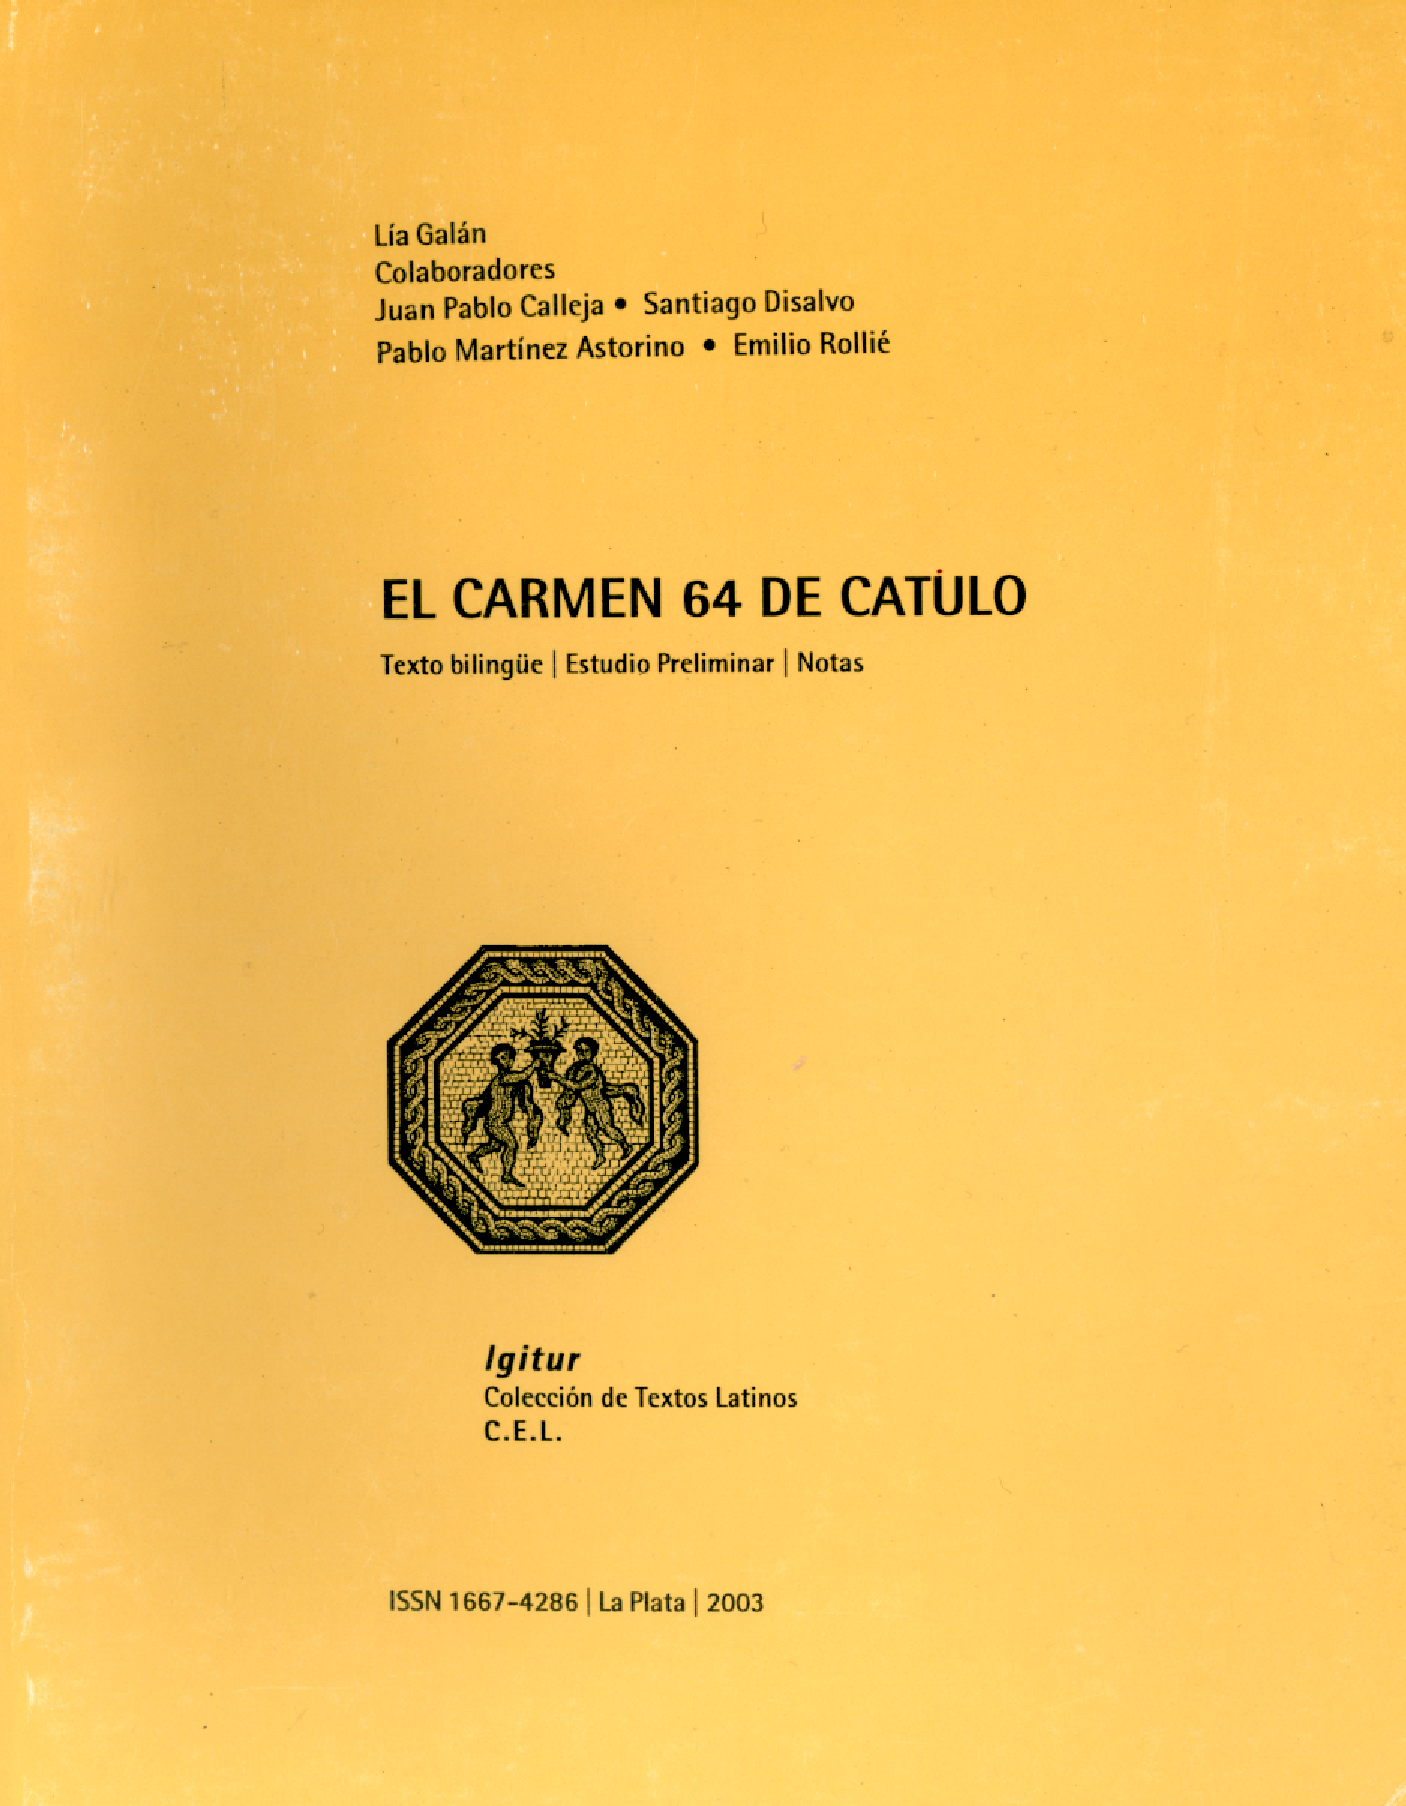 Lía Galán
Colaboradores
Juan Pablo Calleja • Santiago Disalvo
Pablo Martínez Astorino • Emilio Rollié
EL CARMEN 64 DE CATULO
Texto bilingüe | Estudio Preliminar | Notas
Igitur
Colección de Textos Latinos
C.E.L.
ISSN 1667-4286 | La Plata | 2003